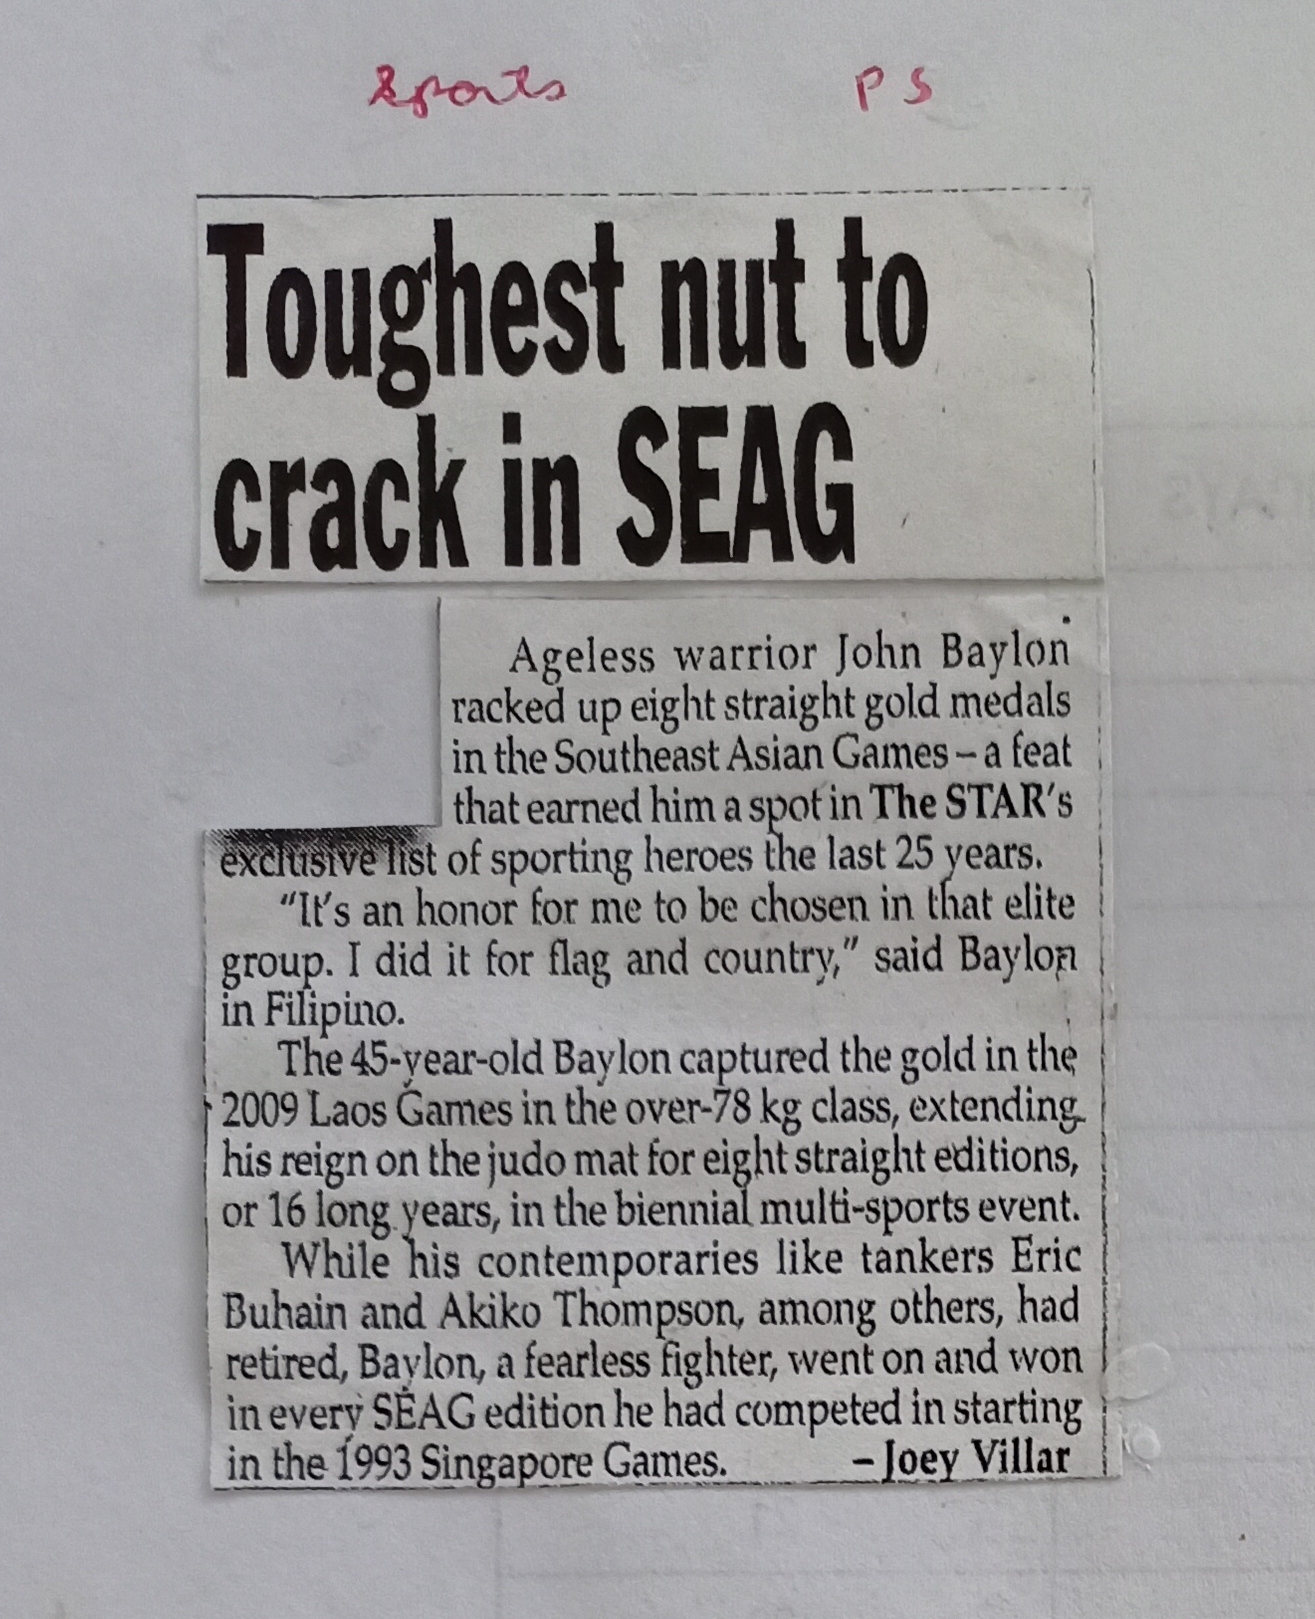 Sports PS
Toughest nut to
crack in SEAG
Ageless warrior John Baylon
racked up eight straight gold medals
in the Southeast Asian Games – a feat
that earned him a spot in The STAR's
exclusive list of sporting heroes the last 25 years.
"It's an honor for me to be chosen in that elite
group. I did it for flag and country," said Baylon
in Filipino.
The 45-year-old Baylon captured the gold in the
2009 Laos Games in the over-78 kg class, extending
his reign on the judo mat for eight straight editions,
or 16 long years, in the biennial multi-sports event.
While his contemporaries like tankers Eric
Buhain and Akiko Thompson, among others, had
retired, Baylon, a fearless fighter, went on and won
in every SEAG edition he had competed in starting
in the 1993 Singapore Games. – Joey Villar